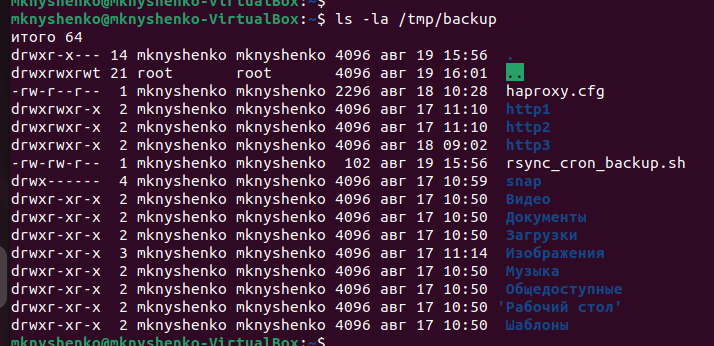 mknyshenko@mknyshenko-VirtualBox:~$
mknyshenko@mknyshenko-VirtualBox:~$ ls -la /tmp/backup
итого 64
drwxr-x--- 14 mknyshenko mknyshenko 4096 авг 19 15:56 .
drwxrwxrwt 21 root       root       4096 авг 19 16:01 ..
-rw-r--r--  1 mknyshenko mknyshenko 2296 авг 18 10:28 haproxy.cfg
drwxrwxr-x  2 mknyshenko mknyshenko 4096 авг 17 11:10 http1
drwxrwxr-x  2 mknyshenko mknyshenko 4096 авг 17 11:10 http2
drwxrwxr-x  2 mknyshenko mknyshenko 4096 авг 18 09:02 http3
-rw-rw-r--  1 mknyshenko mknyshenko  102 авг 19 15:56 rsync_cron_backup.sh
drwx------  4 mknyshenko mknyshenko 4096 авг 17 10:59 snap
drwxr-xr-x  2 mknyshenko mknyshenko 4096 авг 17 10:50 Видео
drwxr-xr-x  2 mknyshenko mknyshenko 4096 авг 17 10:50 Документы
drwxr-xr-x  2 mknyshenko mknyshenko 4096 авг 17 10:50 Загрузки
drwxr-xr-x  3 mknyshenko mknyshenko 4096 авг 17 11:14 Изображения
drwxr-xr-x  2 mknyshenko mknyshenko 4096 авг 17 10:50 Музыка
drwxr-xr-x  2 mknyshenko mknyshenko 4096 авг 17 10:50 Общедоступные
drwxr-xr-x  2 mknyshenko mknyshenko 4096 авг 17 10:50 'Рабочий стол'
drwxr-xr-x  2 mknyshenko mknyshenko 4096 авг 17 10:50 Шаблоны
mknyshenko@mknyshenko-VirtualBox:~$